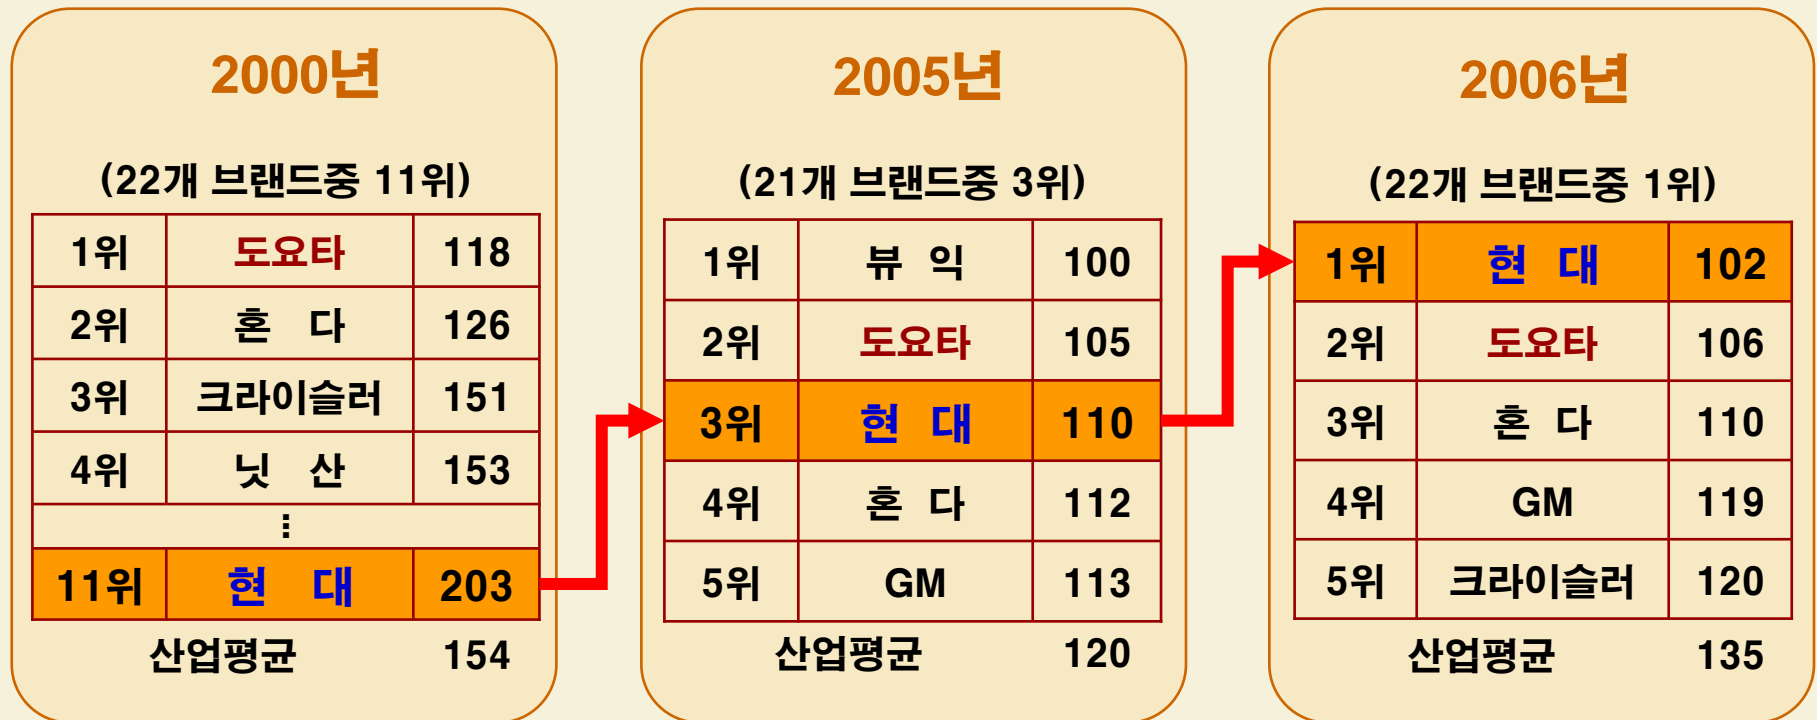 2000년
(22개 브랜드중 11위)
1위 도요타 118
2위 혼 다 126
3위 크라이슬러 151
4위 닛 산 153
⋮
11위 현 대 203
산업평균 154
2005년
(21개 브랜드중 3위)
1위 뷰 익 100
2위 도요타 105
3위 현 대 110
4위 혼 다 112
5위 GM 113
산업평균 120
2006년
(22개 브랜드중 1위)
1위 현 대 102
2위 도요타 106
3위 혼 다 110
4위 GM 119
5위 크라이슬러 120
산업평균 135